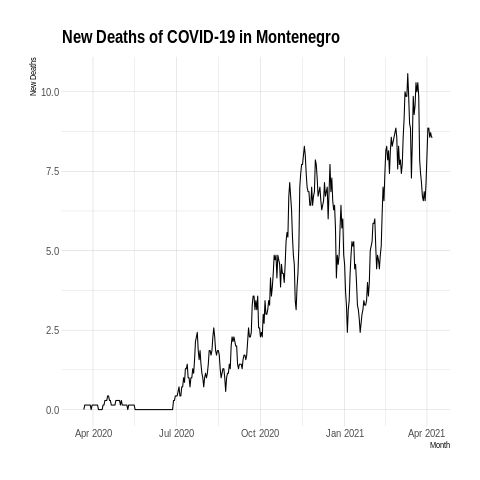 New Deaths of COVID-19 in Montenegro
New Deaths
10.0
7.5
5.0
2.5
0.0
Apr 2020 Jul 2020 Oct 2020 Jan 2021 Apr 2021
Month